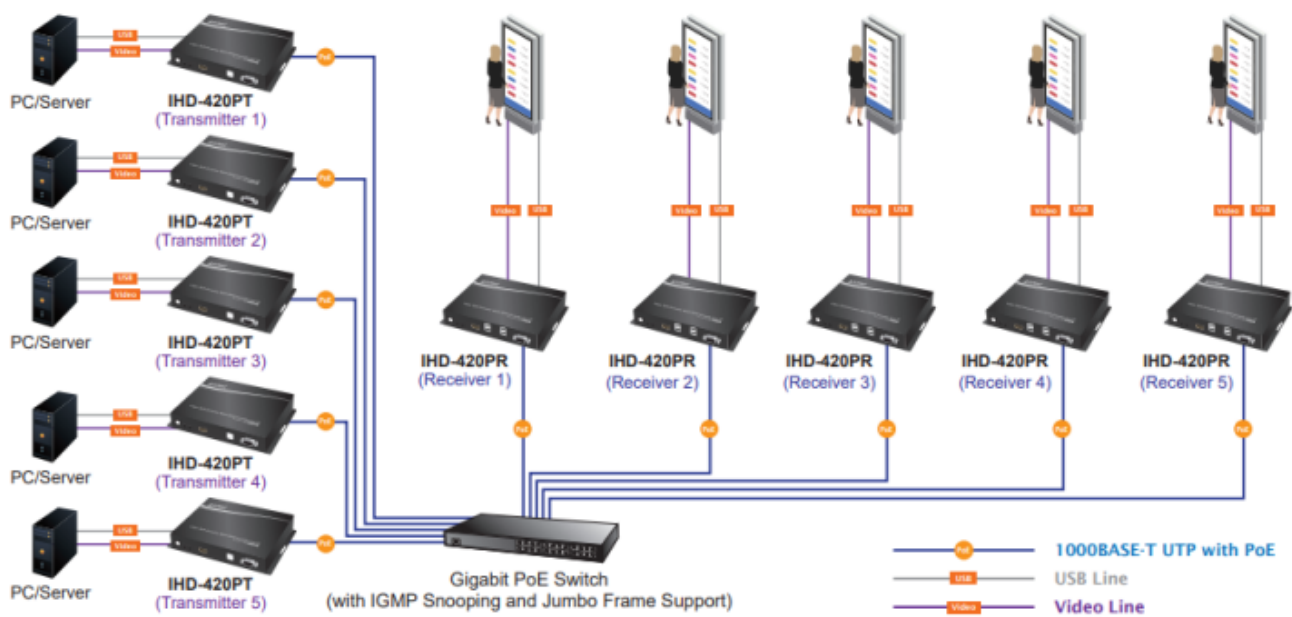 USB
Video
PoE
PC/Server
IHD-420PT
(Transmitter 1)
USB
Video
PoE
PC/Server
IHD-420PT
(Transmitter 2)
USB
Video
PoE
PC/Server
IHD-420PT
(Transmitter 3)
USB
Video
PoE
PC/Server
IHD-420PT
(Transmitter 4)
USB
Video
PoE
PC/Server
IHD-420PT
(Transmitter 5)
Video USB
IHD-420PR
(Receiver 1)
PoE
Video USB
IHD-420PR
(Receiver 2)
PoE
Video USB
IHD-420PR
(Receiver 3)
PoE
Video USB
IHD-420PR
(Receiver 4)
PoE
Video USB
IHD-420PR
(Receiver 5)
PoE
Gigabit PoE Switch
(with IGMP Snooping and Jumbo Frame Support)
PoE 1000BASE-T UTP with PoE
USB USB Line
Video Video Line